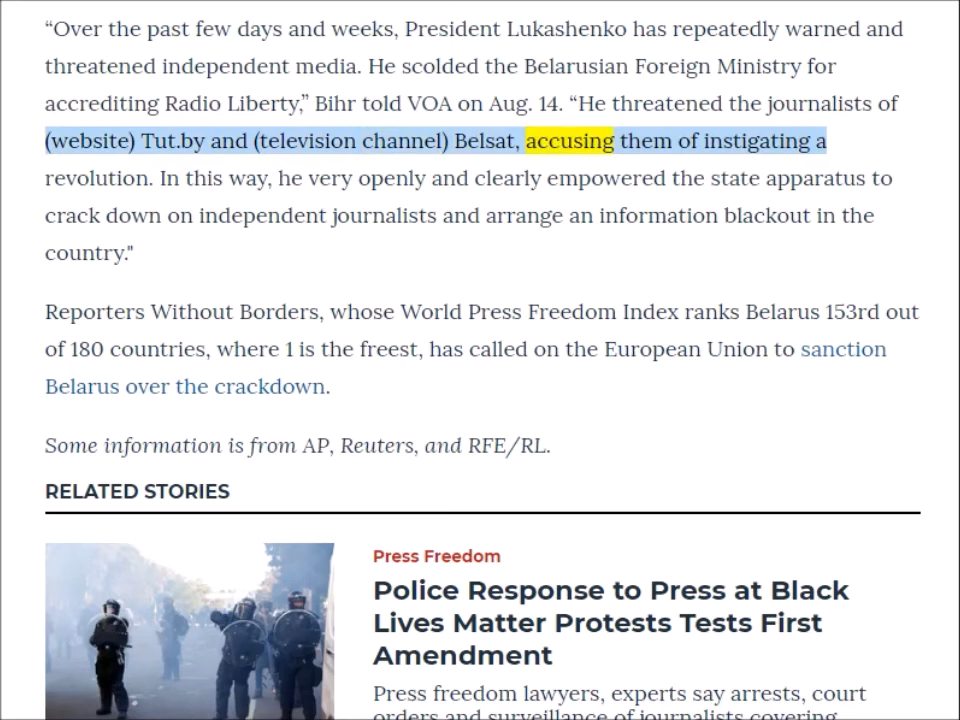 “Over the past few days and weeks, President Lukashenko has repeatedly warned and
threatened independent media. He scolded the Belarusian Foreign Ministry for
accrediting Radio Liberty,” Bihr told VOA on Aug. 14. “He threatened the journalists of
(website) Tut.by and (television channel) Belsat, accusing them of instigating a
revolution. In this way, he very openly and clearly empowered the state apparatus to
crack down on independent journalists and arrange an information blackout in the
country."
Reporters Without Borders, whose World Press Freedom Index ranks Belarus 153rd out
of 180 countries, where 1 is the freest, has called on the European Union to sanction
Belarus over the crackdown.
Some information is from AP, Reuters, and RFE/RL.
RELATED STORIES
Press Freedom
Police Response to Press at Black
Lives Matter Protests Tests First
Amendment
Press freedom lawyers, experts say arrests, court
orders and surveillance of journalists covering